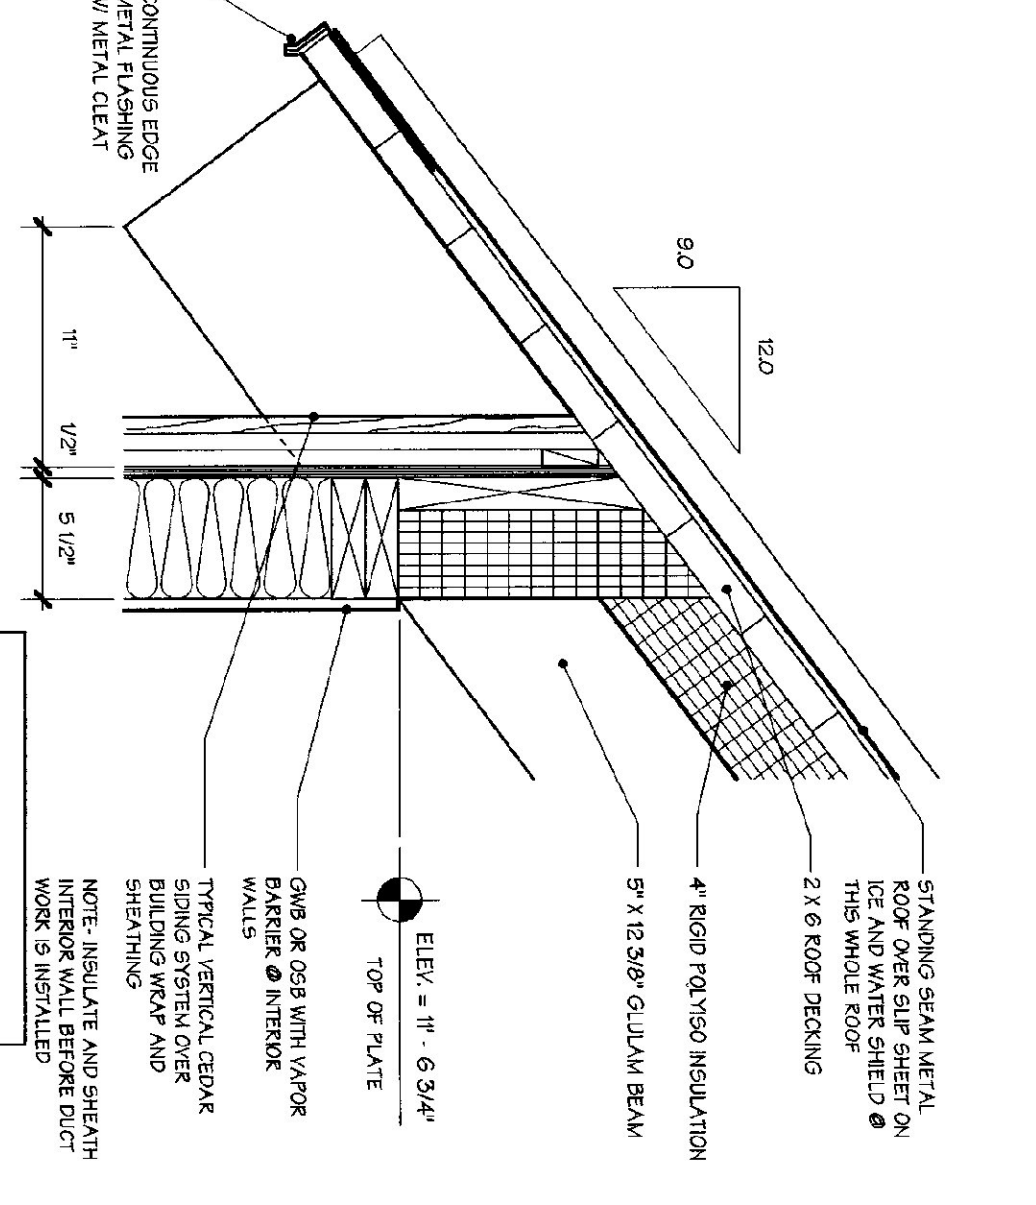 CONTINUOUS EDGE
METAL FLASHING
W/ METAL CLEAT
9.0
12.0
11"
1/2"
5 1/2"
STANDING SEAM METAL
ROOF OVER SLIP SHEET ON
ICE AND WATER SHIELD @
THIS WHOLE ROOF
2 X 6 ROOF DECKING
4" RIGID POLYISO INSULATION
5" X 12 3/8" GLULAM BEAM
ELEV. = 11' - 6 3/4"
TOP OF PLATE
GWB OR OSB WITH VAPOR
BARRIER @ INTERIOR
WALLS
TYPICAL VERTICAL CEDAR
SIDING SYSTEM OVER
BUILDING WRAP AND
SHEATHING
NOTE- INSULATE AND SHEATH
INTERIOR WALL BEFORE DUCT
WORK IS INSTALLED